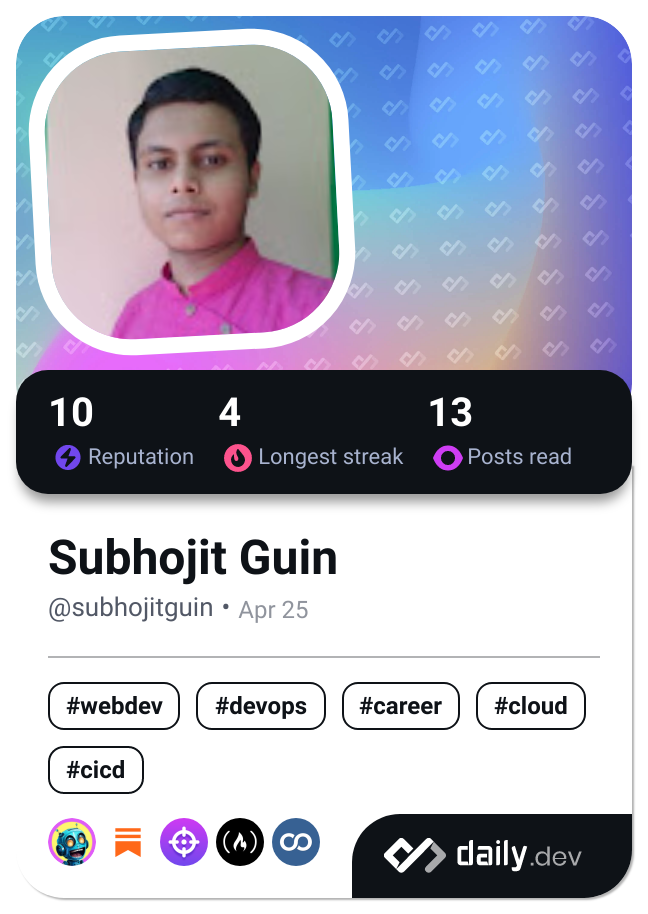 10 4 13
Reputation Longest streak Posts read
Subhojit Guin
@subhojitguin • Apr 25
#webdev #devops #career #cloud
#cicd
daily.dev